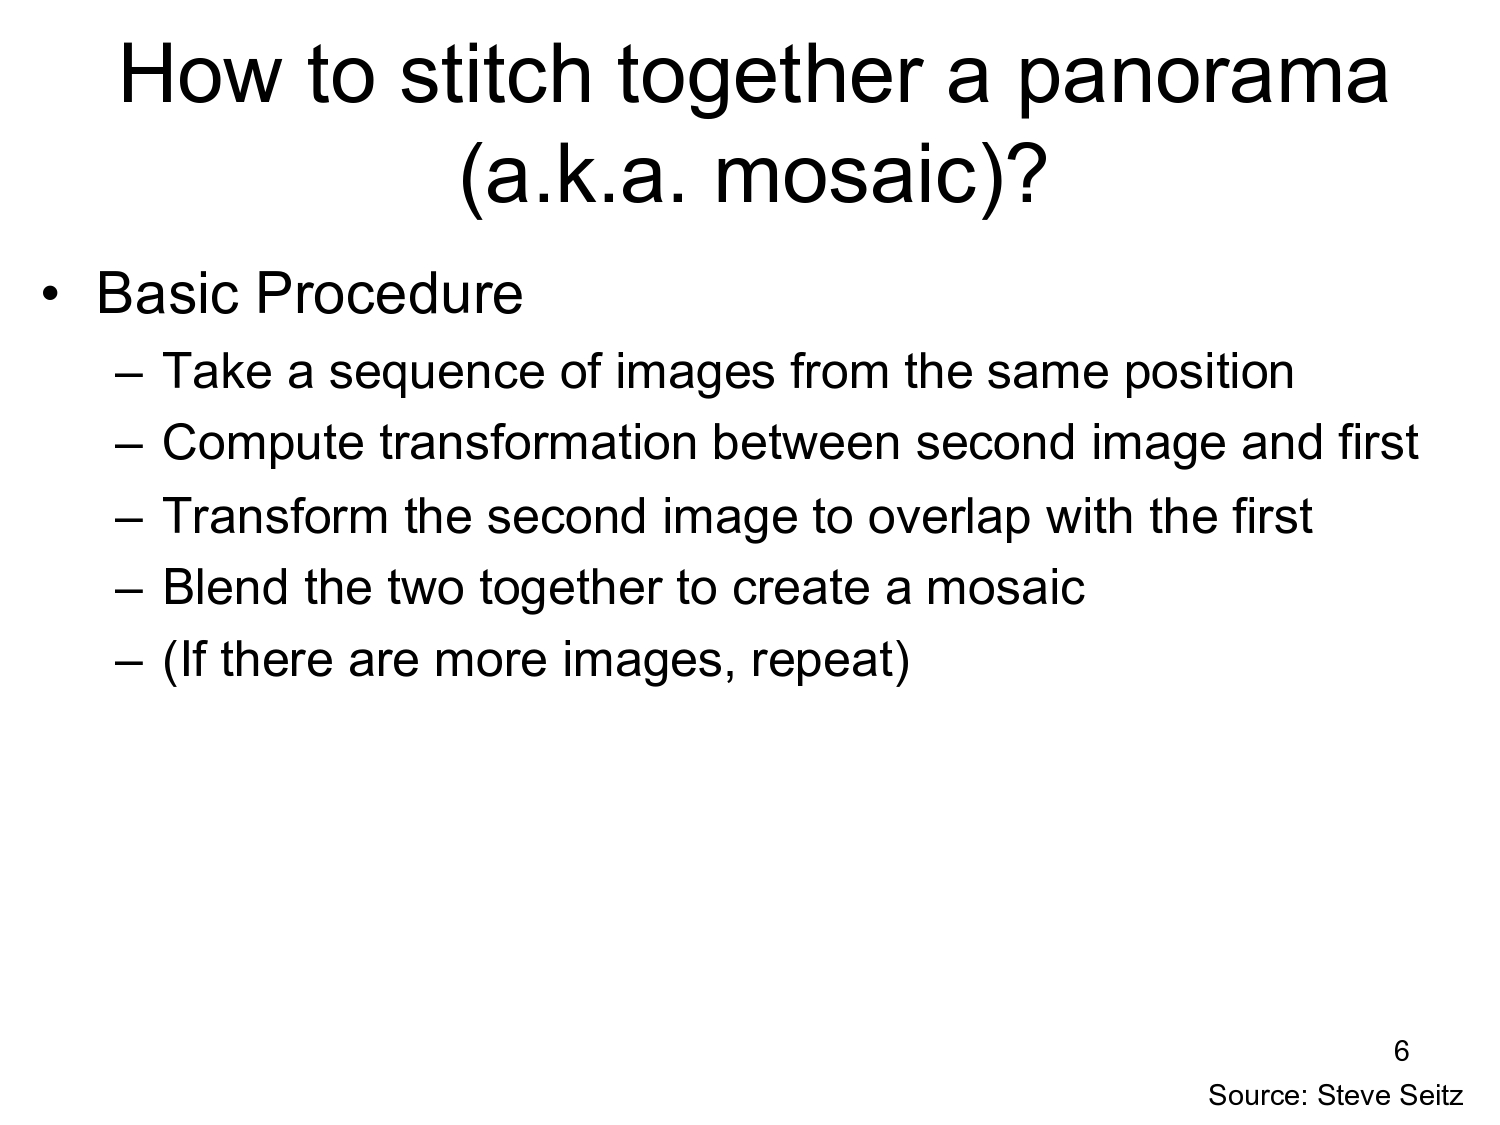 How to stitch together a panorama
(a.k.a. mosaic)?
• Basic Procedure
– Take a sequence of images from the same position
– Compute transformation between second image and first
– Transform the second image to overlap with the first
– Blend the two together to create a mosaic
– (If there are more images, repeat)
6
Source: Steve Seitz